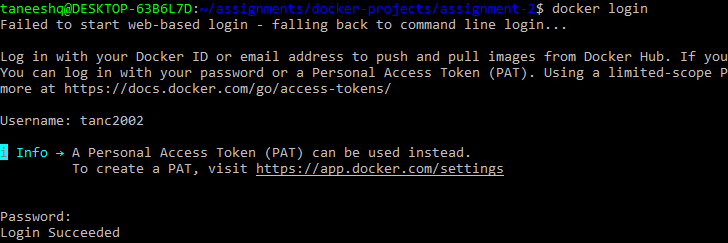 taneeshq@DESKTOP-63B6L7D:~/assignments/docker-projects/assignment-2$ docker login
Failed to start web-based login - falling back to command line login...
Log in with your Docker ID or email address to push and pull images from Docker Hub. If you
You can log in with your password or a Personal Access Token (PAT). Using a limited-scope P
more at https://docs.docker.com/go/access-tokens/
Username: tanc2002
i Info → A Personal Access Token (PAT) can be used instead.
To create a PAT, visit https://app.docker.com/settings
Password:
Login Succeeded